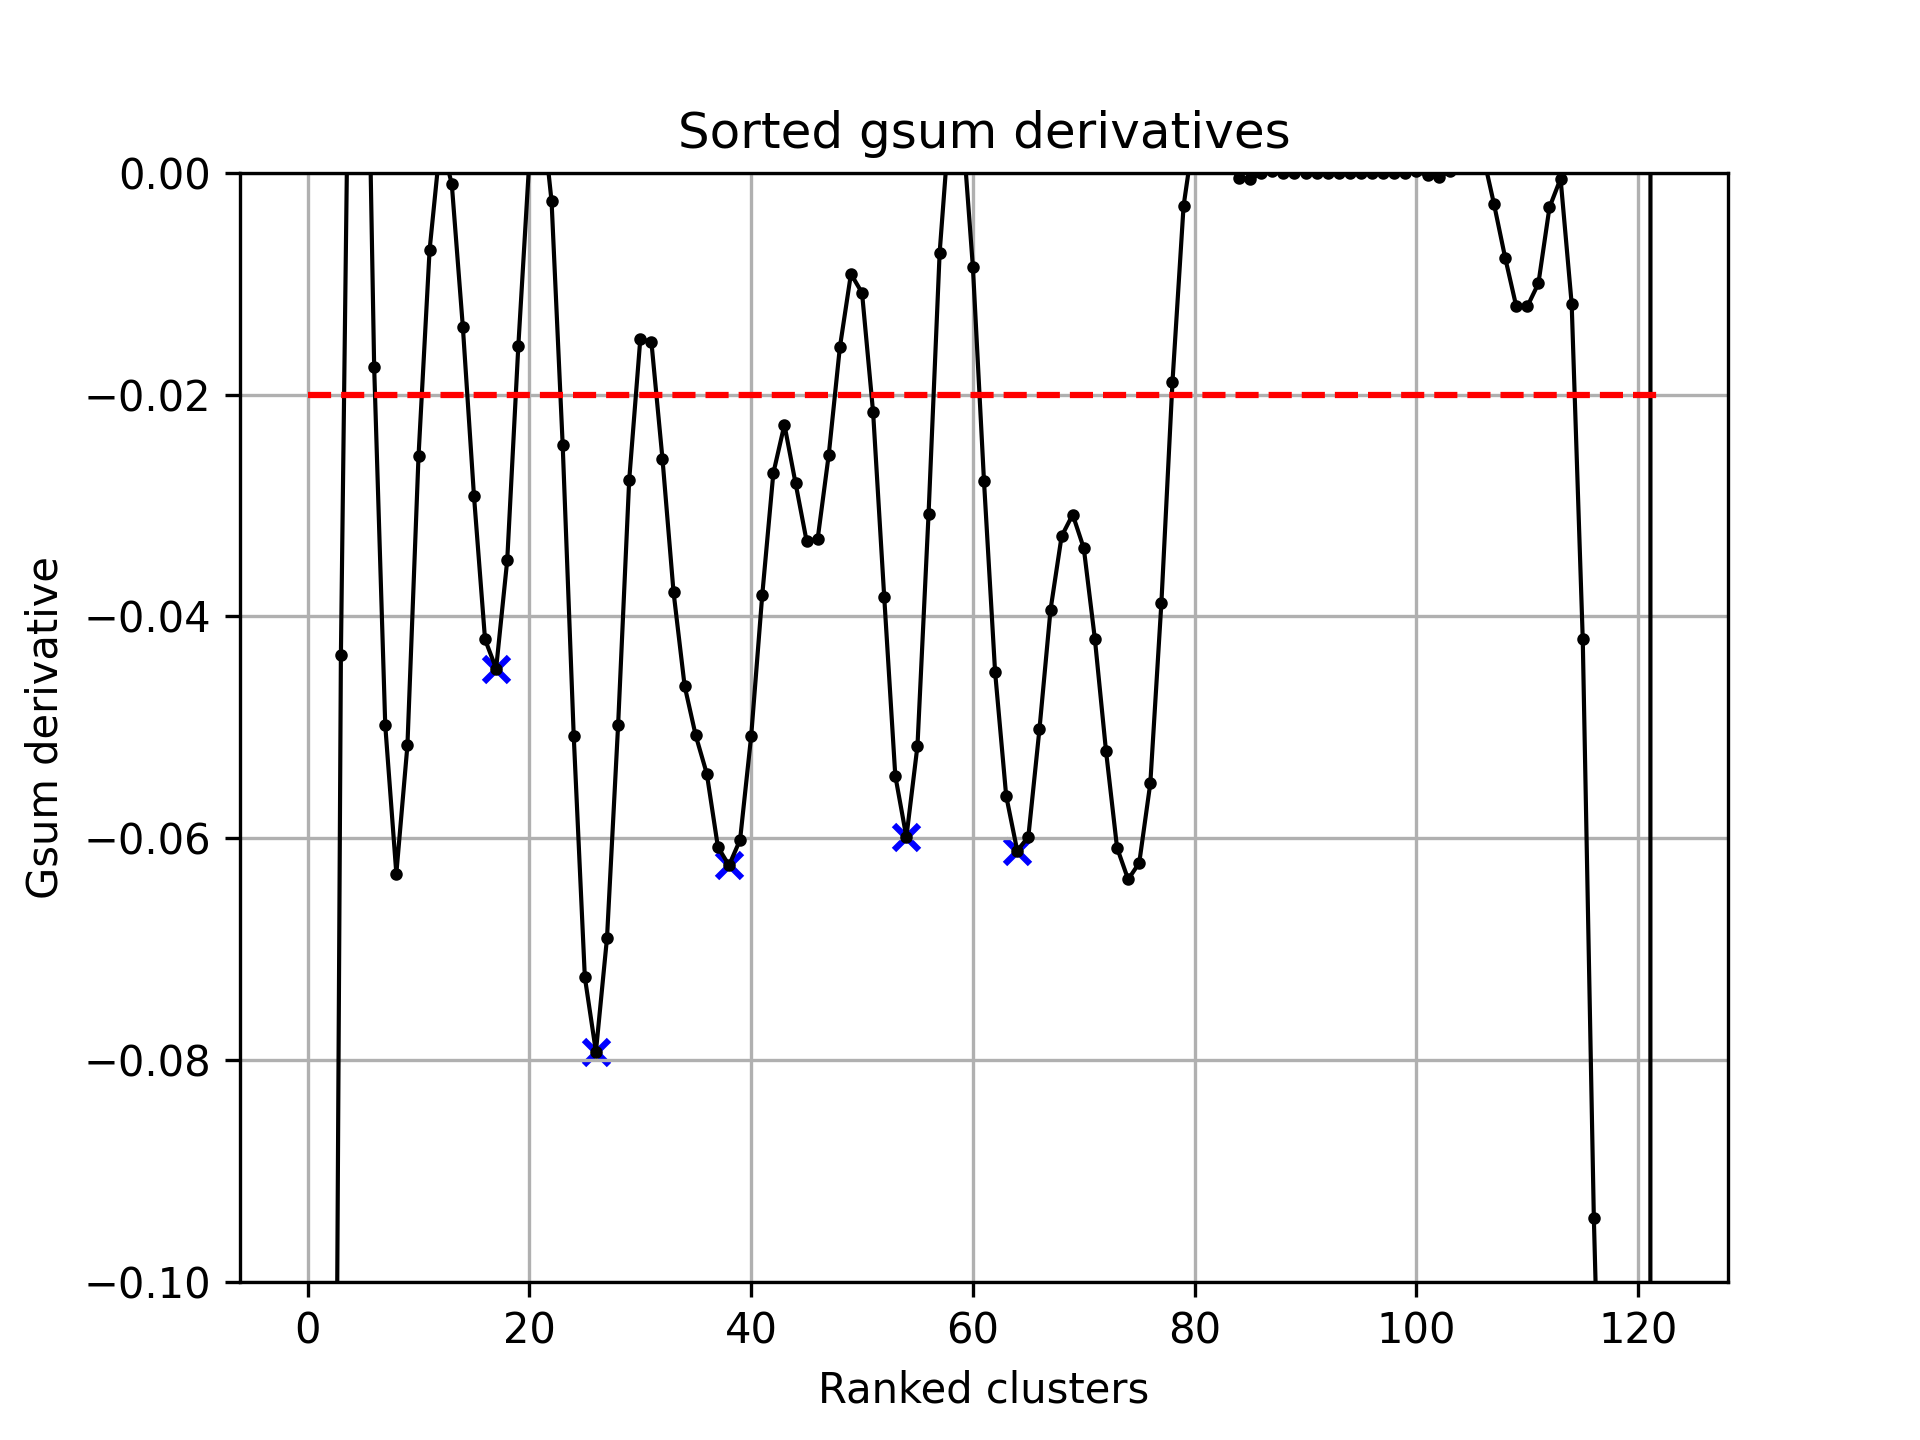 Sorted gsum derivatives
0.00
−0.02
−0.04
−0.06
−0.08
−0.10
Gsum derivative
0 20 40 60 80 100 120
Ranked clusters